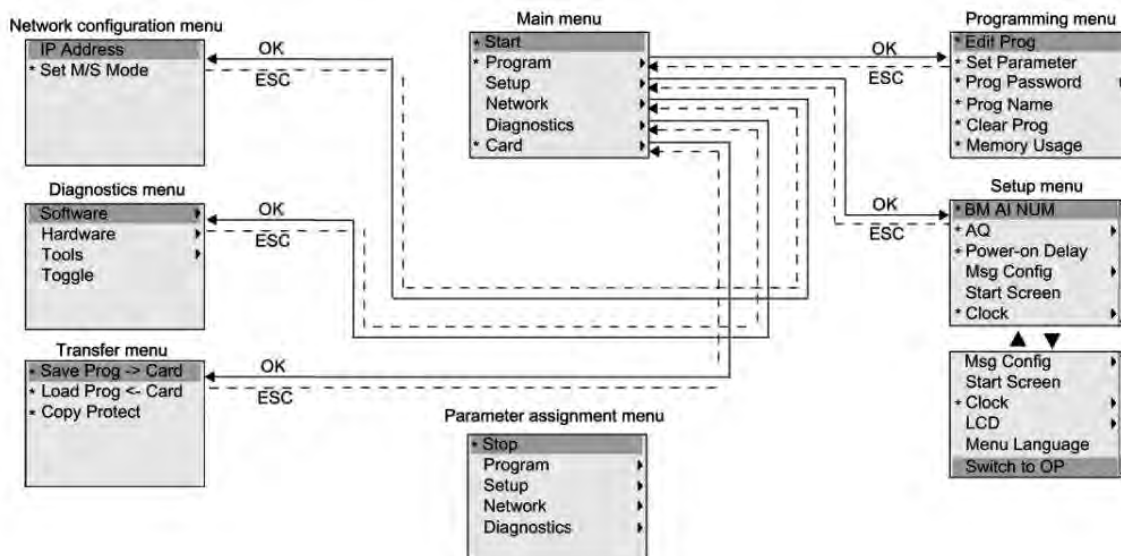 Network configuration menu
IP Address
* Set M/S Mode
OK
ESC
Diagnostics menu
Software
Hardware
Tools
Toggle
OK
ESC
Transfer menu
* Save Prog -> Card
* Load Prog <- Card
* Copy Protect
OK
ESC
Main menu
* Start
* Program
Setup
Network
Diagnostics
* Card
Parameter assignment menu
* Stop
Program
Setup
Network
Diagnostics
OK
ESC
Programming menu
* Edit Prog
* Set Parameter
* Prog Password
* Prog Name
* Clear Prog
* Memory Usage
OK
ESC
Setup menu
* BM AI NUM
* AQ
* Power-on Delay
Msg Config
Start Screen
* Clock
Msg Config
Start Screen
* Clock
LCD
Menu Language
Switch to OP